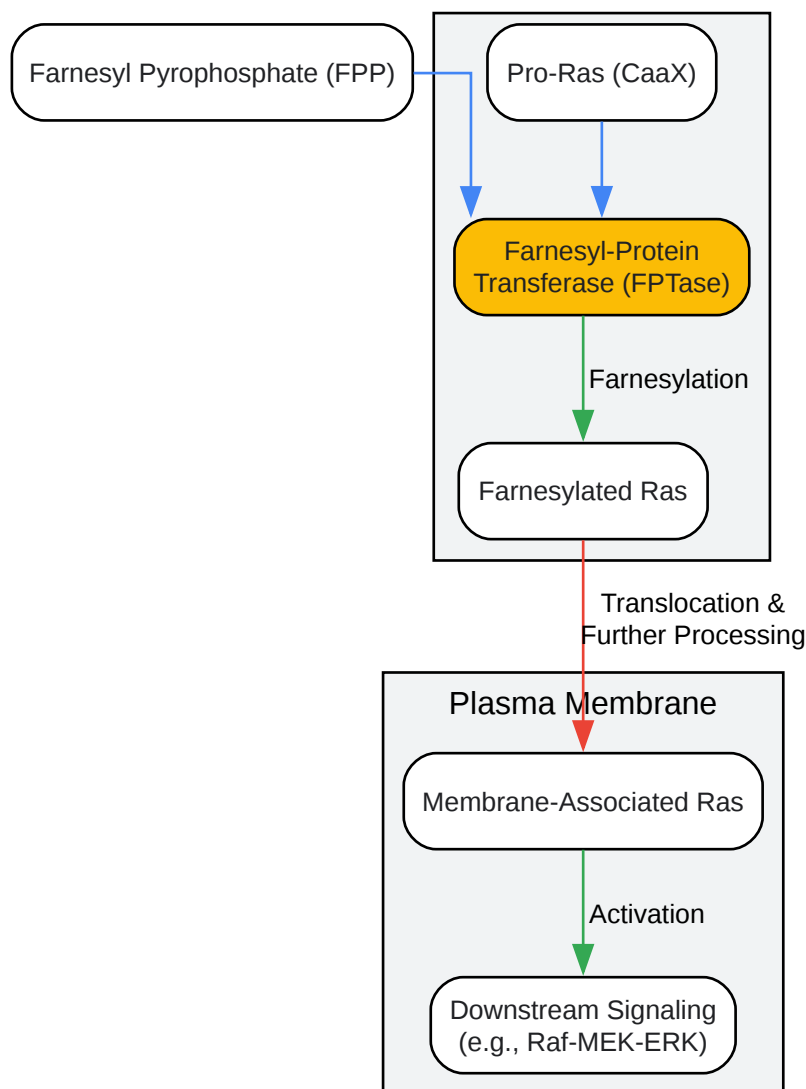 Farnesyl Pyrophosphate (FPP)
Pro-Ras (CaaX)
Farnesyl-Protein
Transferase (FPTase)
Farnesylation
Farnesylated Ras
Translocation &
Further Processing
Plasma Membrane
Membrane-Associated Ras
Activation
Downstream Signaling
(e.g., Raf-MEK-ERK)